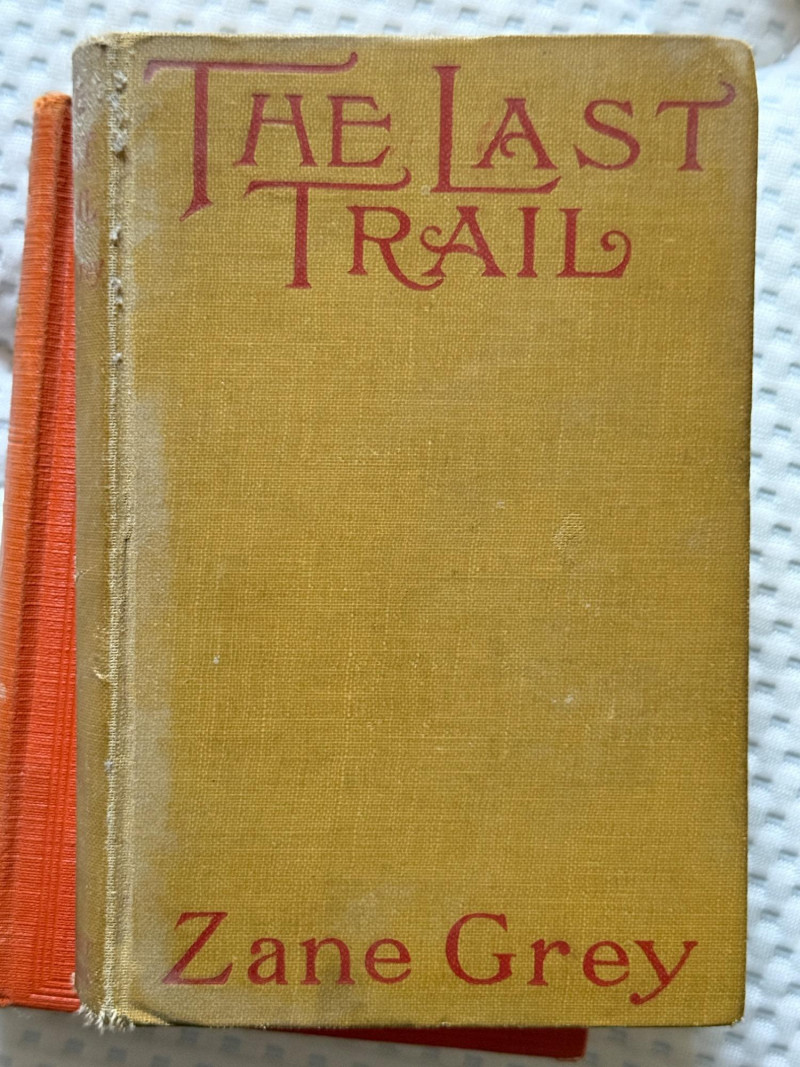 THE LAST
TRAIL
Zane Grey